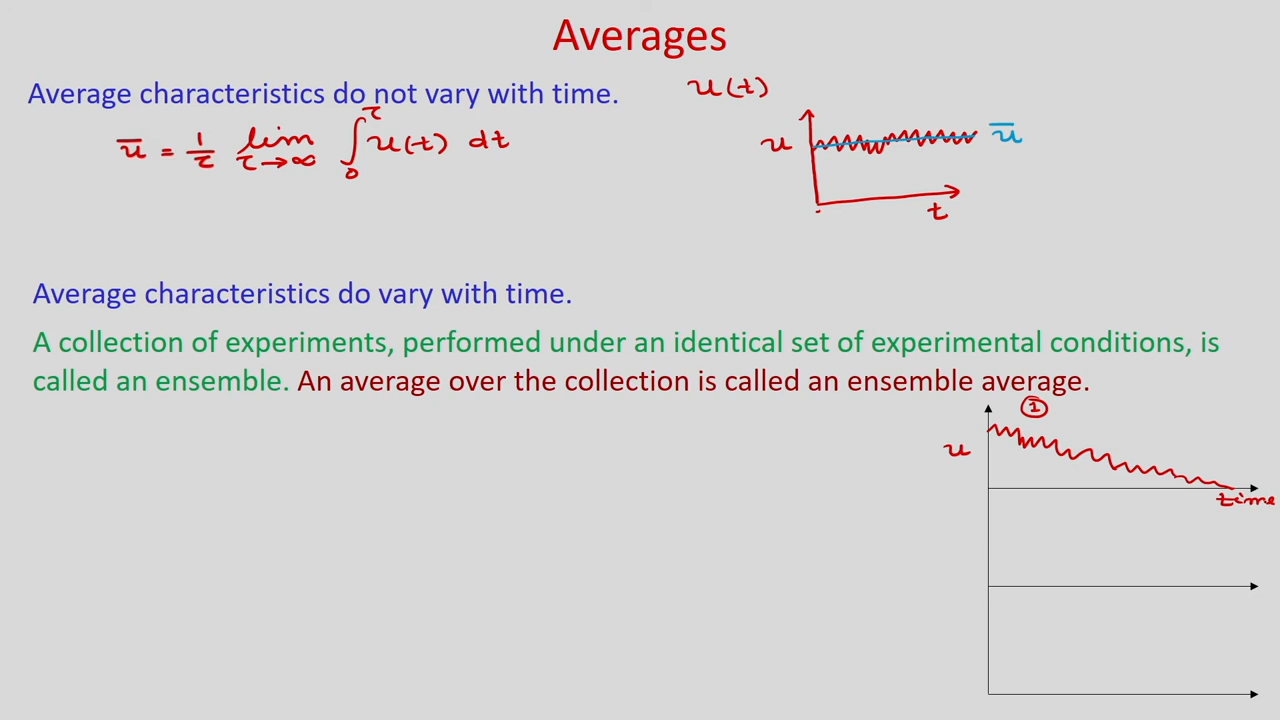 Averages
Average characteristics do not vary with time.
u(t)
u̅ = 1/τ lim τ→∞ ∫₀^τ u(t) dt
u
u̅
t
Average characteristics do vary with time.
A collection of experiments, performed under an identical set of experimental conditions, is
called an ensemble. An average over the collection is called an ensemble average.
①
u
time